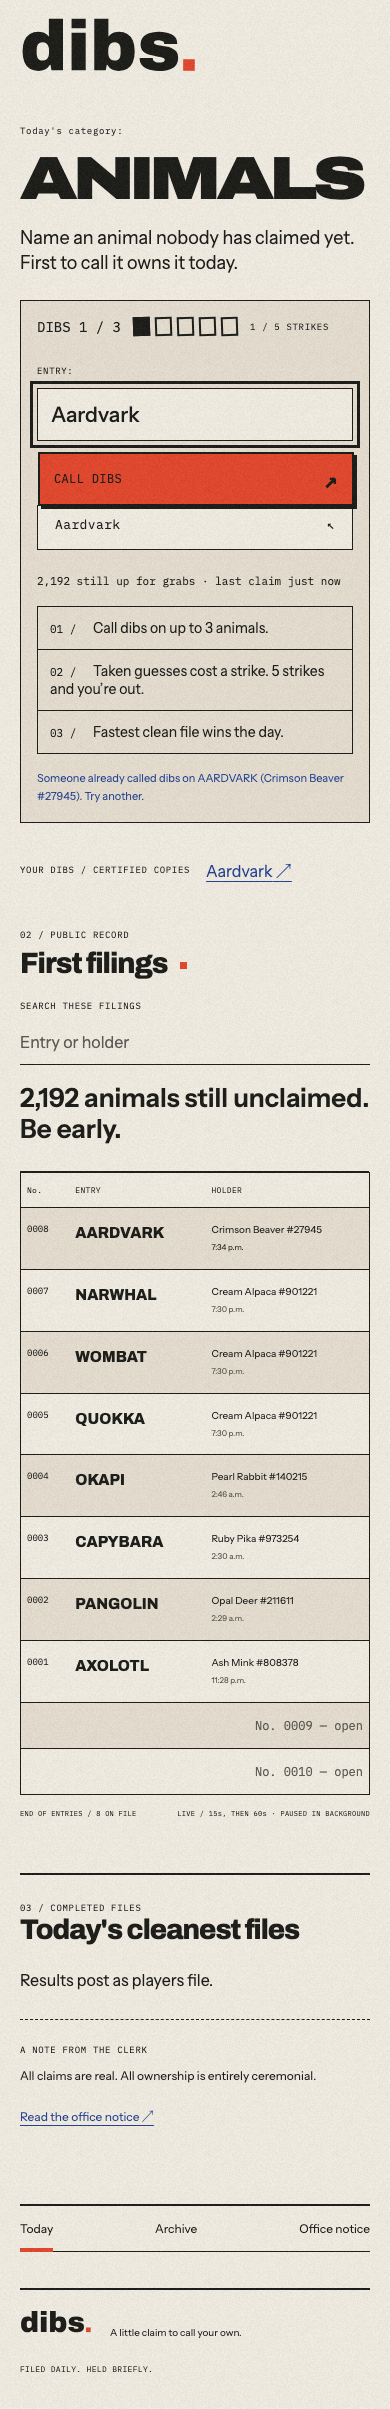 dibs.
Today's category:
ANIMALS
Name an animal nobody has claimed yet.
First to call it owns it today.
DIBS 1 / 3 1 / 5 STRIKES
ENTRY:
Aardvark
CALL DIBS ↗
Aardvark ↖
2,192 still up for grabs · last claim just now
01 / Call dibs on up to 3 animals.
02 / Taken guesses cost a strike. 5 strikes
and you're out.
03 / Fastest clean file wins the day.
Someone already called dibs on AARDVARK (Crimson Beaver
#27945). Try another.
YOUR DIBS / CERTIFIED COPIES Aardvark ↗
02 / PUBLIC RECORD
First filings
SEARCH THESE FILINGS
Entry or holder
2,192 animals still unclaimed.
Be early.
No. ENTRY HOLDER
0008 AARDVARK Crimson Beaver #27945
7:34 p.m.
0007 NARWHAL Cream Alpaca #901221
7:30 p.m.
0006 WOMBAT Cream Alpaca #901221
7:30 p.m.
0005 QUOKKA Cream Alpaca #901221
7:30 p.m.
0004 OKAPI Pearl Rabbit #140215
2:46 a.m.
0003 CAPYBARA Ruby Pika #973254
2:30 a.m.
0002 PANGOLIN Opal Deer #211611
2:29 a.m.
0001 AXOLOTL Ash Mink #808378
11:28 p.m.
No. 0009 — open
No. 0010 — open
END OF ENTRIES / 8 ON FILE LIVE / 15s, THEN 60s · PAUSED IN BACKGROUND
03 / COMPLETED FILES
Today's cleanest files
Results post as players file.
A NOTE FROM THE CLERK
All claims are real. All ownership is entirely ceremonial.
Read the office notice ↗
Today Archive Office notice
dibs. A little claim to call your own.
FILED DAILY. HELD BRIEFLY.